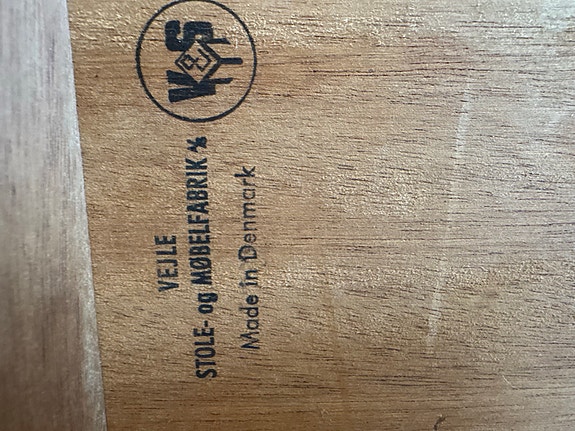 VEJLE
STOLE- og MØBELFABRIK A/S
Made in Denmark